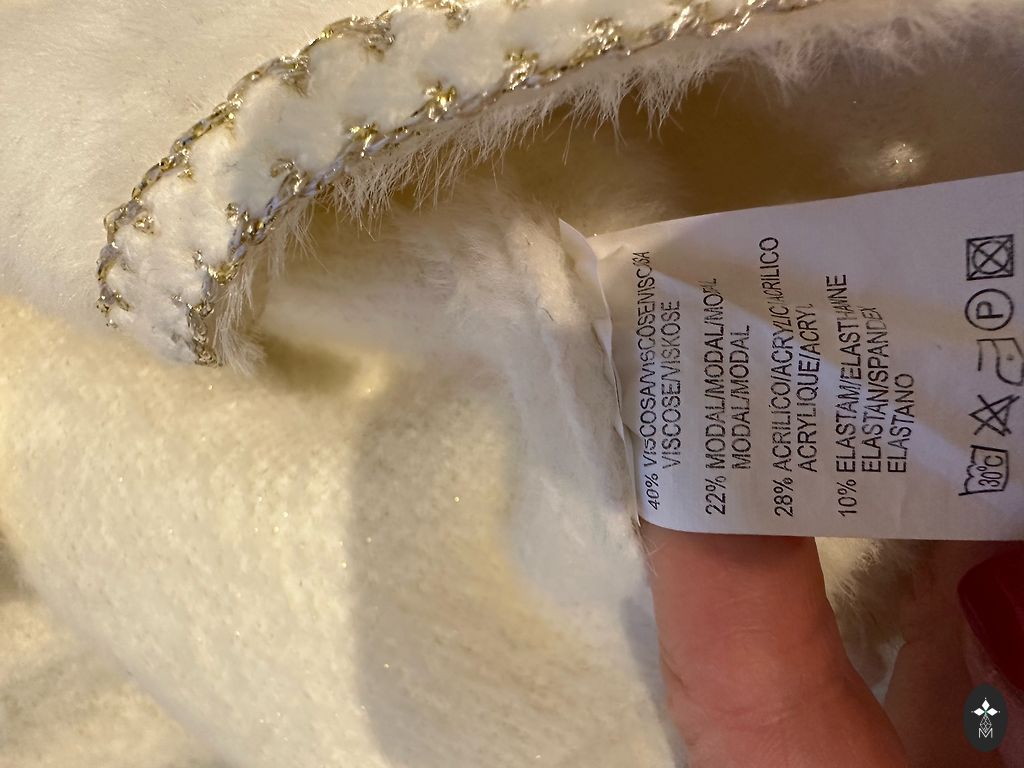 40% VISCOSA/VISCOSE/VISCOSA
VISCOSE/VISKOSE
22% MODAL/MODAL/MODAL
MODAL/MODAL
28% ACRILICO/ACRYLIC/ACRILICO
ACRYLIQUE/ACRYL
10% ELASTAM/ELASTHANNE
ELASTAN/SPANDEX
ELASTANO
30°C
P
M